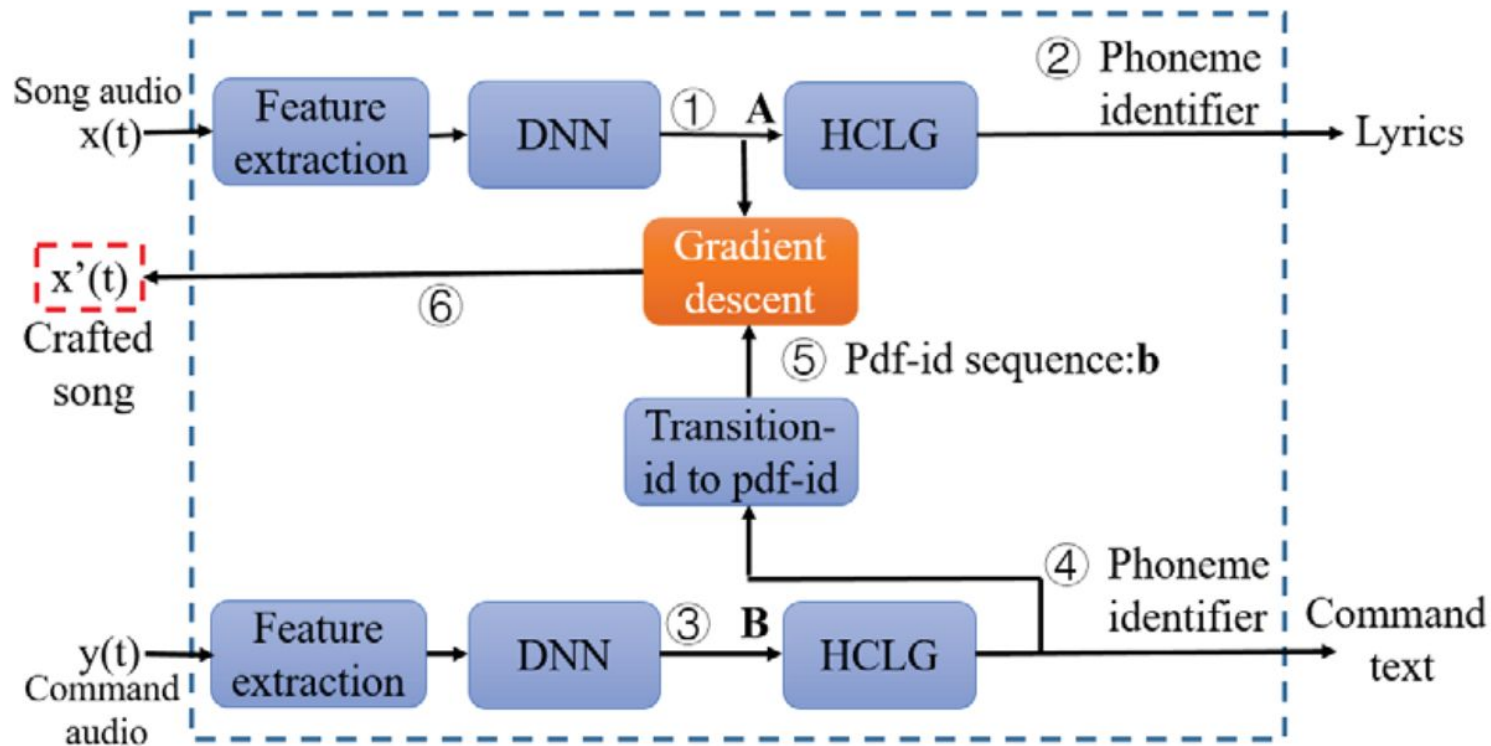 Song audio
x(t)
Feature
extraction
DNN
① A
HCLG
② Phoneme
identifier
Lyrics
Gradient
descent
x’(t)
Crafted
song
⑥
⑤ Pdf-id sequence:b
Transition-
id to pdf-id
y(t)
Command
audio
Feature
extraction
DNN
③ B
HCLG
④ Phoneme
identifier
Command
text